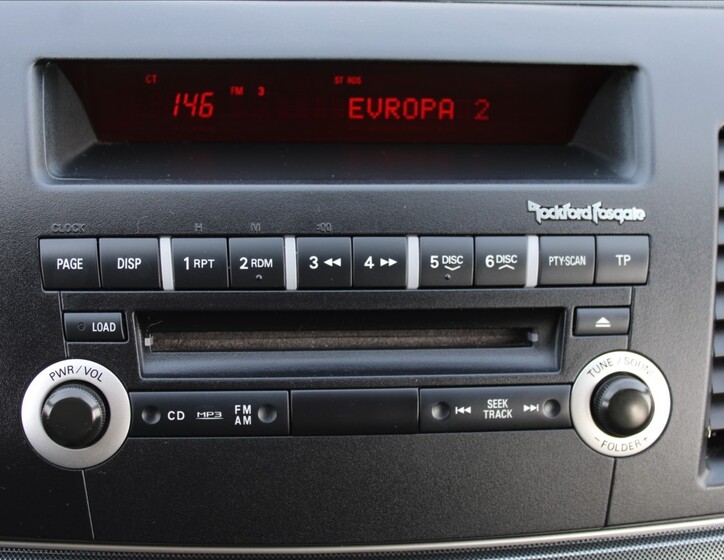 CT
146
FM 3
ST RDS
EVROPA 2
Rockford Fosgate
CLOCK H M :00
PAGE DISP 1 RPT 2 RDM 3 4 5 DISC 6 DISC PTY-SCAN TP
LOAD
PWR/VOL
TUNE / SOUND
CD MP3 FM AM
SEEK TRACK
-FOLDER+